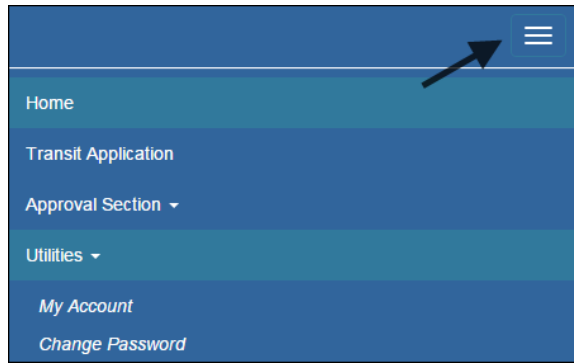 Home
Transit Application
Approval Section
Utilities
My Account
Change Password